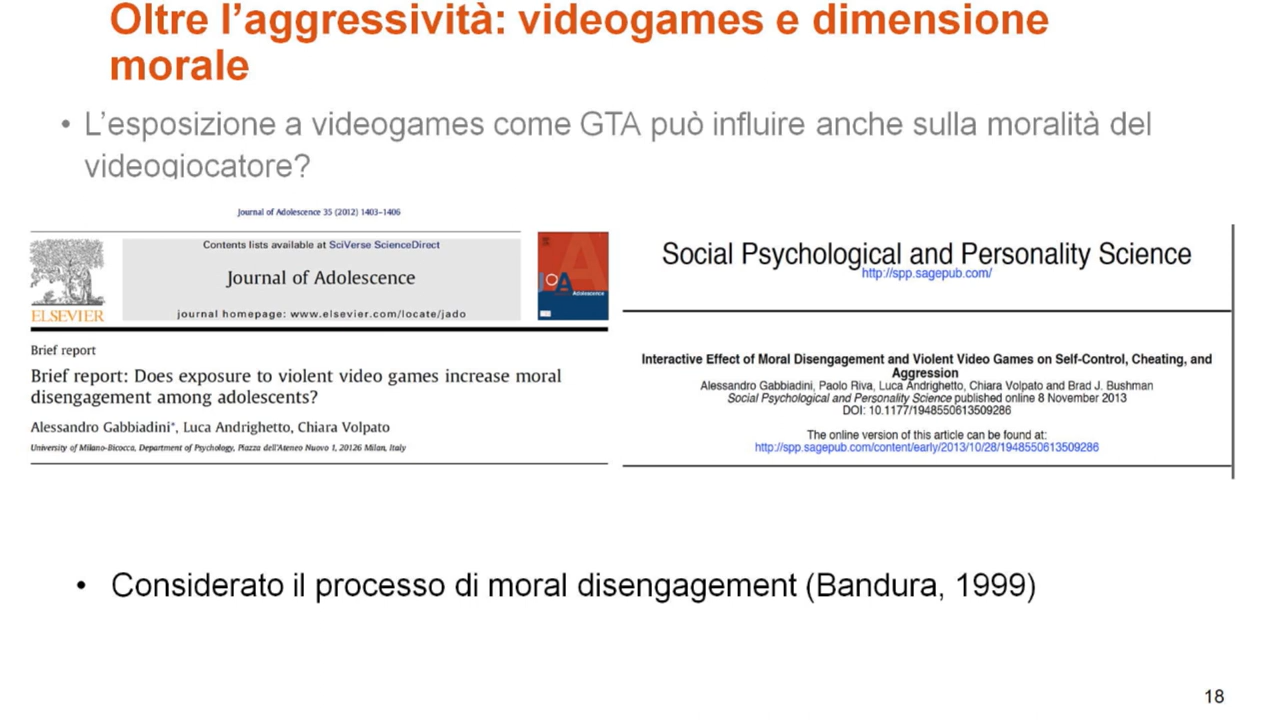 Oltre l'aggressività: videogames e dimensione
morale
• L'esposizione a videogames come GTA può influire anche sulla moralità del
videogiocatore?
Journal of Adolescence 35 (2012) 1403–1406
Contents lists available at SciVerse ScienceDirect
Journal of Adolescence
journal homepage: www.elsevier.com/locate/jado
ELSEVIER
JOA
Adolescence
Brief report
Brief report: Does exposure to violent video games increase moral
disengagement among adolescents?
Alessandro Gabbiadini*, Luca Andrighetto, Chiara Volpato
University of Milano-Bicocca, Department of Psychology, Piazza dell'Ateneo Nuovo 1, 20126 Milan, Italy
Social Psychological and Personality Science
http://spp.sagepub.com/
Interactive Effect of Moral Disengagement and Violent Video Games on Self-Control, Cheating, and
Aggression
Alessandro Gabbiadini, Paolo Riva, Luca Andrighetto, Chiara Volpato and Brad J. Bushman
Social Psychological and Personality Science published online 8 November 2013
DOI: 10.1177/1948550613509286
The online version of this article can be found at:
http://spp.sagepub.com/content/early/2013/10/28/1948550613509286
• Considerato il processo di moral disengagement (Bandura, 1999)
18